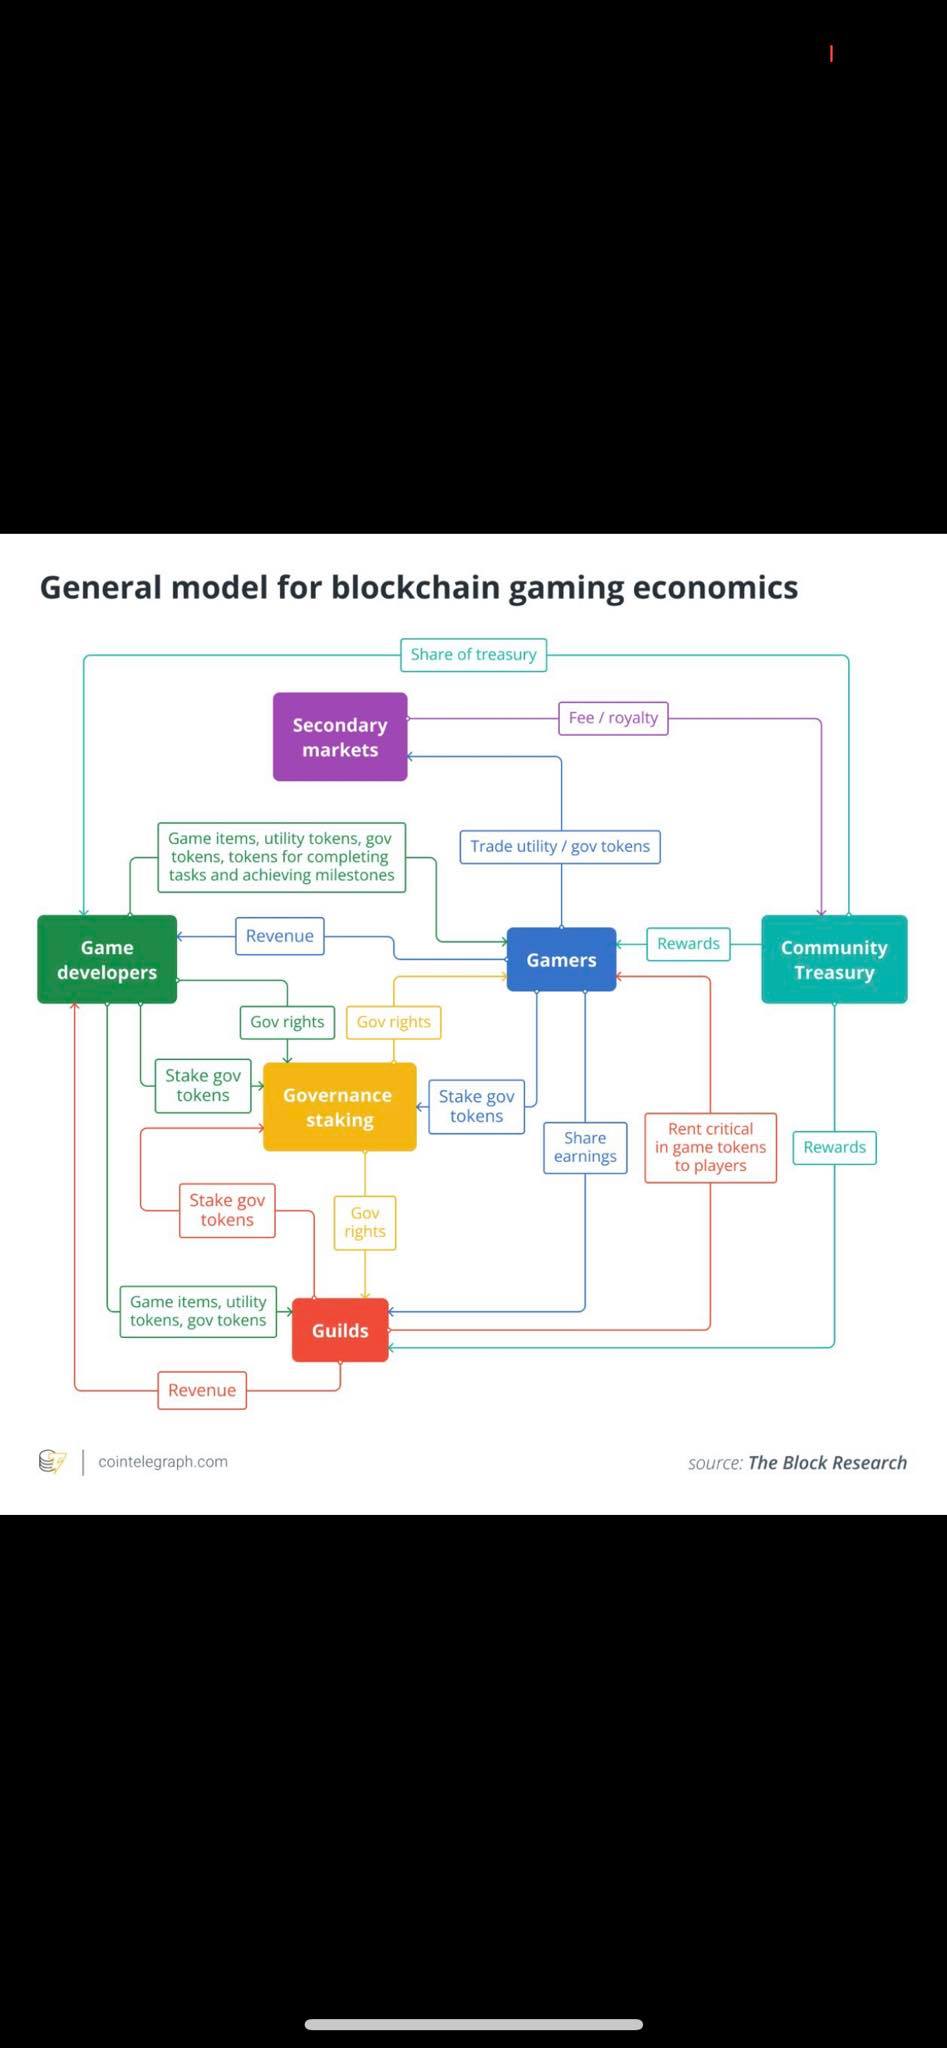 General model for blockchain gaming economics
Share of treasury
Secondary
markets
Fee / royalty
Game items, utility tokens, gov
tokens, tokens for completing
tasks and achieving milestones
Trade utility / gov tokens
Game
developers
Revenue
Gamers
Rewards
Community
Treasury
Gov rights
Gov rights
Stake gov
tokens
Governance
staking
Stake gov
tokens
Share
earnings
Rent critical
in game tokens
to players
Rewards
Stake gov
tokens
Gov
rights
Game items, utility
tokens, gov tokens
Guilds
Revenue
cointelegraph.com
source: The Block Research